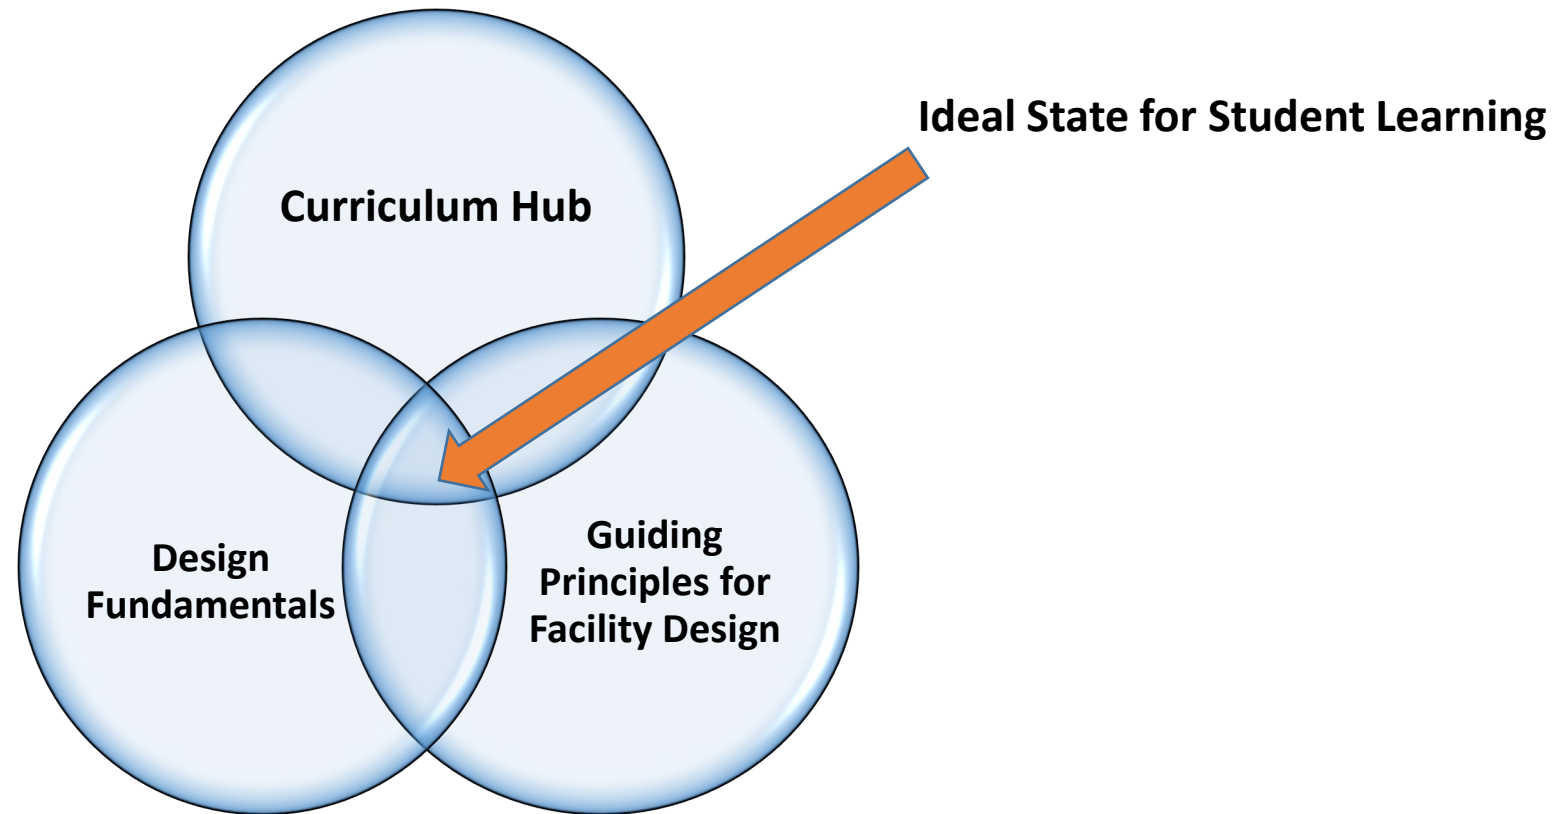 Ideal State for Student Learning
Curriculum Hub
Design
Fundamentals
Guiding
Principles for
Facility Design